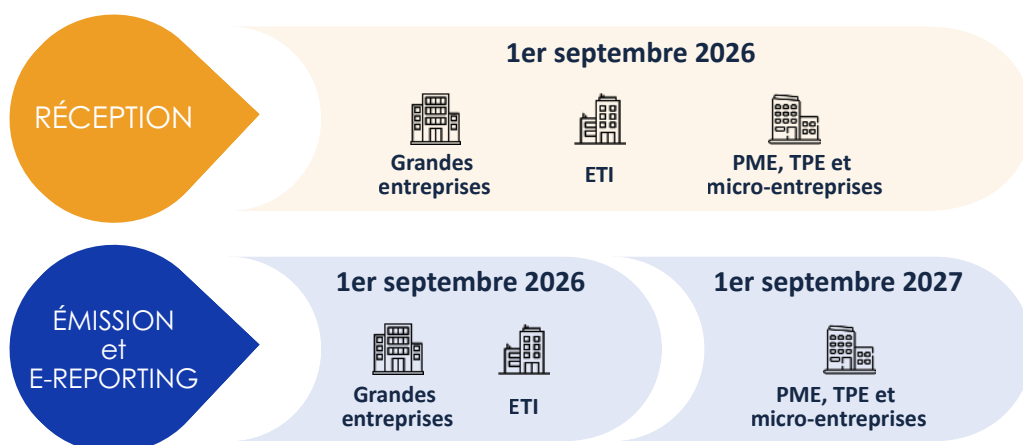 RÉCEPTION
1er septembre 2026
Grandes
entreprises
ETI
PME, TPE et
micro-entreprises
ÉMISSION
et
E-REPORTING
1er septembre 2026
Grandes
entreprises
ETI
1er septembre 2027
PME, TPE et
micro-entreprises